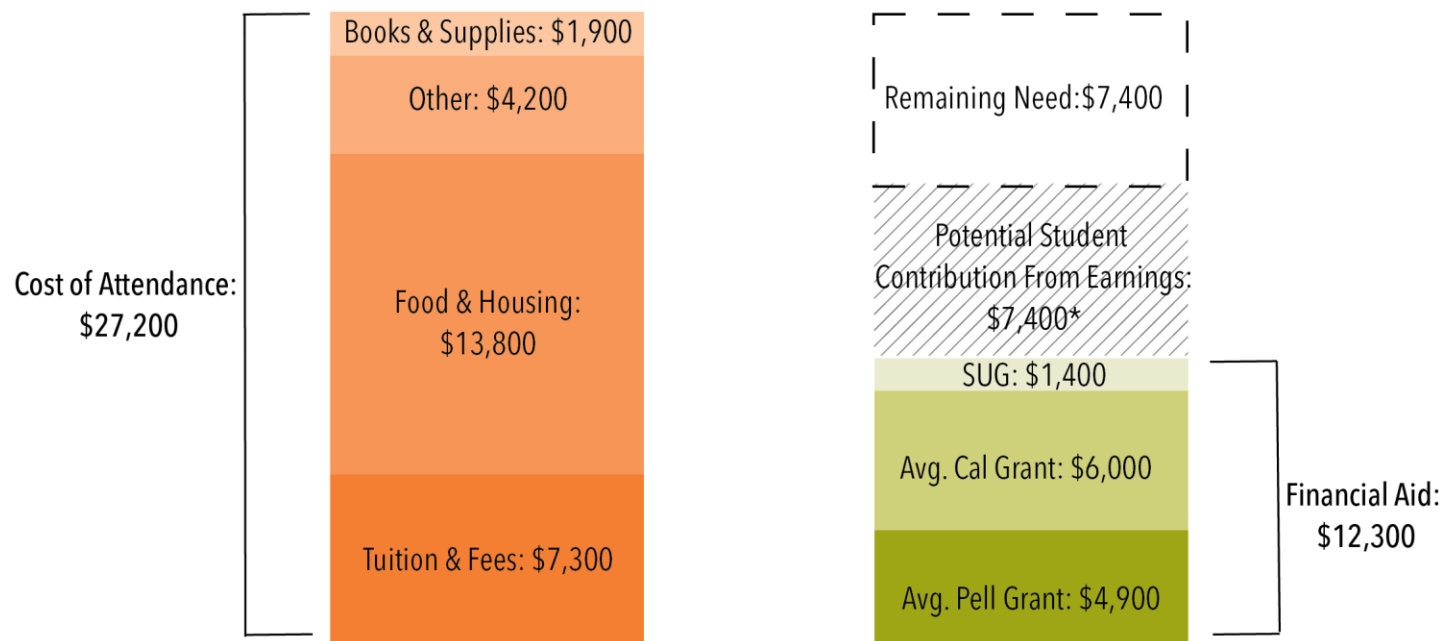 Cost of Attendance:
$27,200
Books & Supplies: $1,900
Other: $4,200
Food & Housing:
$13,800
Tuition & Fees: $7,300
Remaining Need:$7,400
Potential Student
Contribution From Earnings:
$7,400*
SUG: $1,400
Avg. Cal Grant: $6,000
Avg. Pell Grant: $4,900
Financial Aid:
$12,300